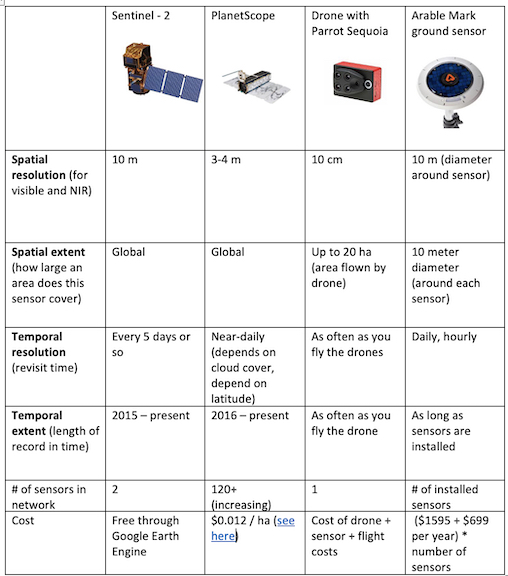 Sentinel - 2
PlanetScope
Drone with
Parrot Sequoia
Arable Mark
ground sensor
Spatial
resolution (for
visible and NIR)
10 m
3-4 m
10 cm
10 m (diameter
around sensor)
Spatial extent
(how large an
area does this
sensor cover)
Global
Global
Up to 20 ha
(area flown by
drone)
10 meter
diameter
(around each
sensor)
Temporal
resolution
(revisit time)
Every 5 days or
so
Near-daily
(depends on
cloud cover,
depend on
latitude)
As often as you
fly the drones
Daily, hourly
Temporal
extent (length of
record in time)
2015 – present
2016 – present
As often as you
fly the drone
As long as
sensors are
installed
# of sensors in
network
2
120+
(increasing)
1
# of installed
sensors
Cost
Free through
Google Earth
Engine
$0.012 / ha (see
here)
Cost of drone +
sensor + flight
costs
($1595 + $699
per year) *
number of
sensors